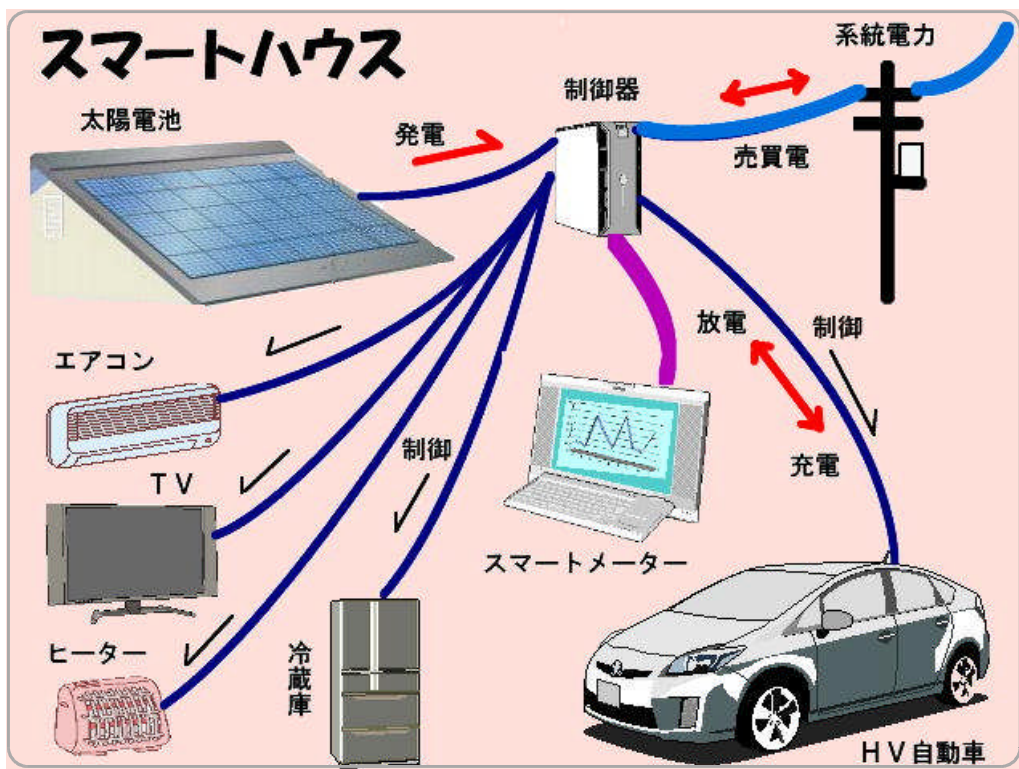 スマートハウス
系統電力
制御器
太陽電池
発電
売買電
放電
制御
エアコン
制御
充電
TV
スマートメーター
ヒーター
冷蔵庫
HV自動車